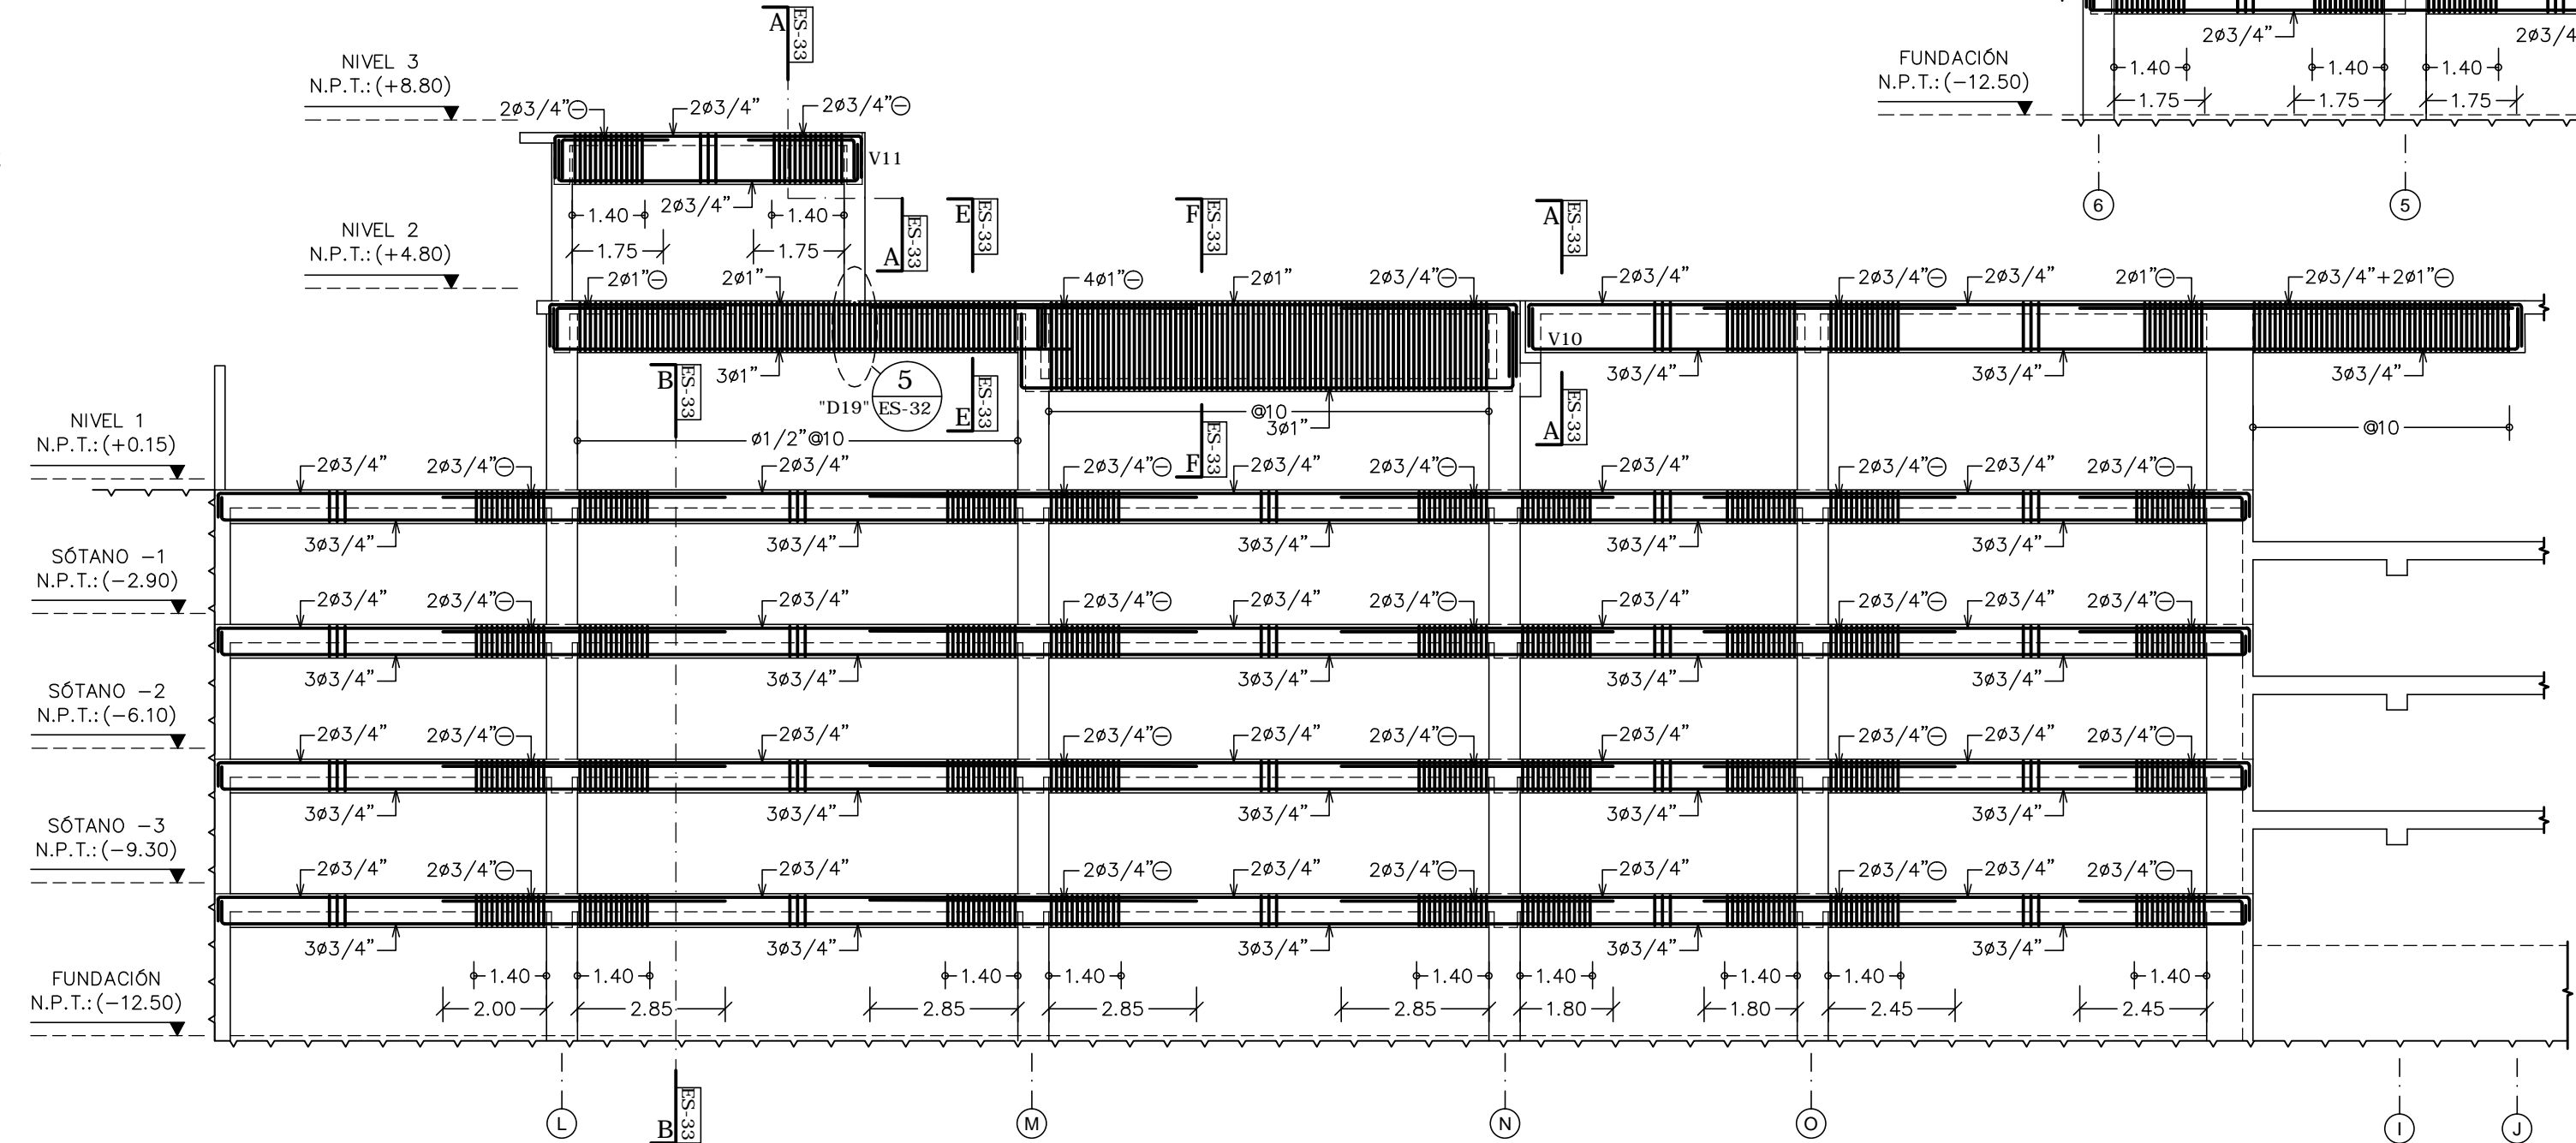 A ES-33
NIVEL 3
N.P.T.:(+8.80)
2ø3/4"⊖ 2ø3/4" 2ø3/4"⊖
V11
2ø3/4"
1.40 1.40
1.75 1.75
2ø3/4" 2ø3/4
FUNDACIÓN
N.P.T.:(−12.50)
1.40 1.40 1.40
1.75 1.75 1.75
6 5
NIVEL 2
N.P.T.:(+4.80)
A ES-33
E ES-33
F ES-33
A ES-33
2ø1"⊖ 2ø1" 4ø1"⊖ 2ø1" 2ø3/4"⊖ 2ø3/4" 2ø3/4"⊖ 2ø3/4" 2ø1"⊖ 2ø3/4"+2ø1"⊖
V10
3ø1" 3ø3/4" 3ø3/4" 3ø3/4"
B ES-33
5
"D19" ES-32
E ES-33
@10
3ø1"
F ES-33
A ES-33
@10
ø1/2"@10
NIVEL 1
N.P.T.:(+0.15)
2ø3/4" 2ø3/4"⊖ 2ø3/4" 2ø3/4"⊖ 2ø3/4" 2ø3/4"⊖ 2ø3/4" 2ø3/4"⊖ 2ø3/4" 2ø3/4"⊖
3ø3/4" 3ø3/4" 3ø3/4" 3ø3/4" 3ø3/4"
SÓTANO −1
N.P.T.:(−2.90)
2ø3/4" 2ø3/4"⊖ 2ø3/4" 2ø3/4"⊖ 2ø3/4" 2ø3/4"⊖ 2ø3/4" 2ø3/4"⊖ 2ø3/4" 2ø3/4"⊖
3ø3/4" 3ø3/4" 3ø3/4" 3ø3/4" 3ø3/4"
SÓTANO −2
N.P.T.:(−6.10)
2ø3/4" 2ø3/4"⊖ 2ø3/4" 2ø3/4"⊖ 2ø3/4" 2ø3/4"⊖ 2ø3/4" 2ø3/4"⊖ 2ø3/4" 2ø3/4"⊖
3ø3/4" 3ø3/4" 3ø3/4" 3ø3/4" 3ø3/4"
SÓTANO −3
N.P.T.:(−9.30)
2ø3/4" 2ø3/4"⊖ 2ø3/4" 2ø3/4"⊖ 2ø3/4" 2ø3/4"⊖ 2ø3/4" 2ø3/4"⊖ 2ø3/4" 2ø3/4"⊖
3ø3/4" 3ø3/4" 3ø3/4" 3ø3/4" 3ø3/4"
FUNDACIÓN
N.P.T.:(−12.50)
1.40 1.40 1.40 1.40 1.40 1.40 1.40 1.40 1.40
2.00 2.85 2.85 2.85 2.85 1.80 1.80 2.45 2.45
B ES-33
L M N O I J